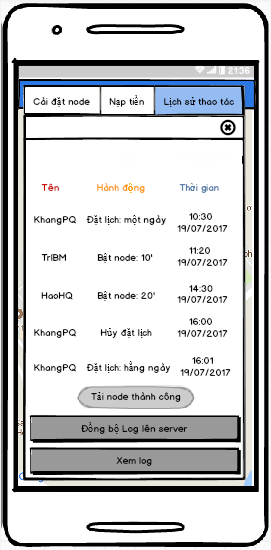 21:36
Cài đặt node Nạp tiền Lịch sử thao tác
Tên Hành động Thời gian
KhangPQ Đặt lịch: một ngày 10:30
19/07/2017
TriBM Bật node: 10' 11:20
19/07/2017
HaoHQ Bật node: 20' 14:30
19/07/2017
KhangPQ Hủy đặt lịch 16:00
19/07/2017
KhangPQ Đặt lịch: hằng ngày 16:01
19/07/2017
Tải node thành công
Đồng bộ Log lên server
Xem log